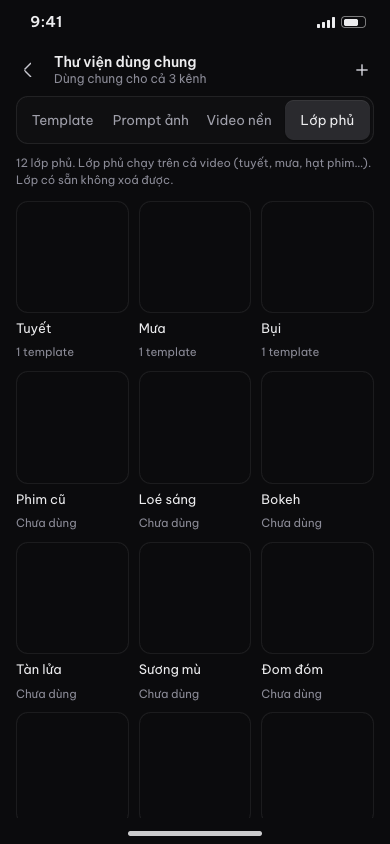 9:41
Thư viện dùng chung
Dùng chung cho cả 3 kênh
Template Prompt ảnh Video nền Lớp phủ
12 lớp phủ. Lớp phủ chạy trên cả video (tuyết, mưa, hạt phim…).
Lớp có sẵn không xoá được.
Tuyết Mưa Bụi
1 template 1 template 1 template
Phim cũ Loé sáng Bokeh
Chưa dùng Chưa dùng Chưa dùng
Tàn lửa Sương mù Đom đóm
Chưa dùng Chưa dùng Chưa dùng